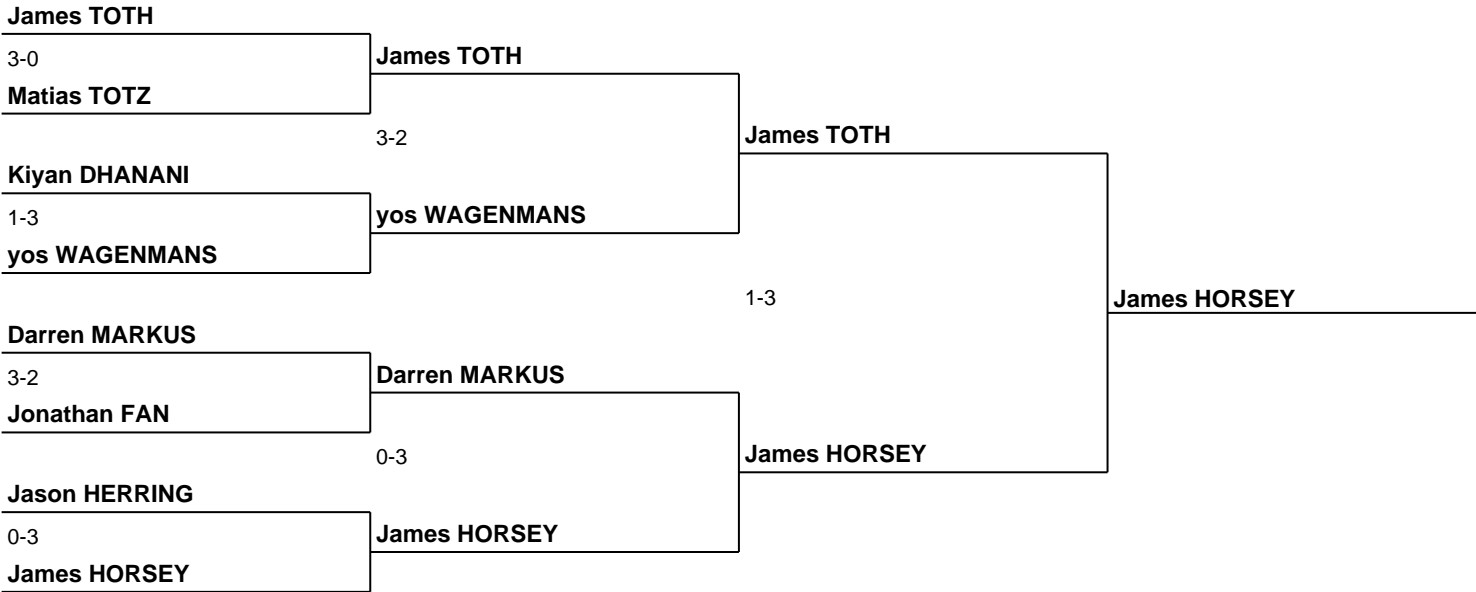 James TOTH
3-0
James TOTH
Matias TOTZ
3-2
James TOTH
Kiyan DHANANI
1-3
yos WAGENMANS
yos WAGENMANS
1-3
James HORSEY
Darren MARKUS
3-2
Darren MARKUS
Jonathan FAN
0-3
James HORSEY
Jason HERRING
0-3
James HORSEY
James HORSEY